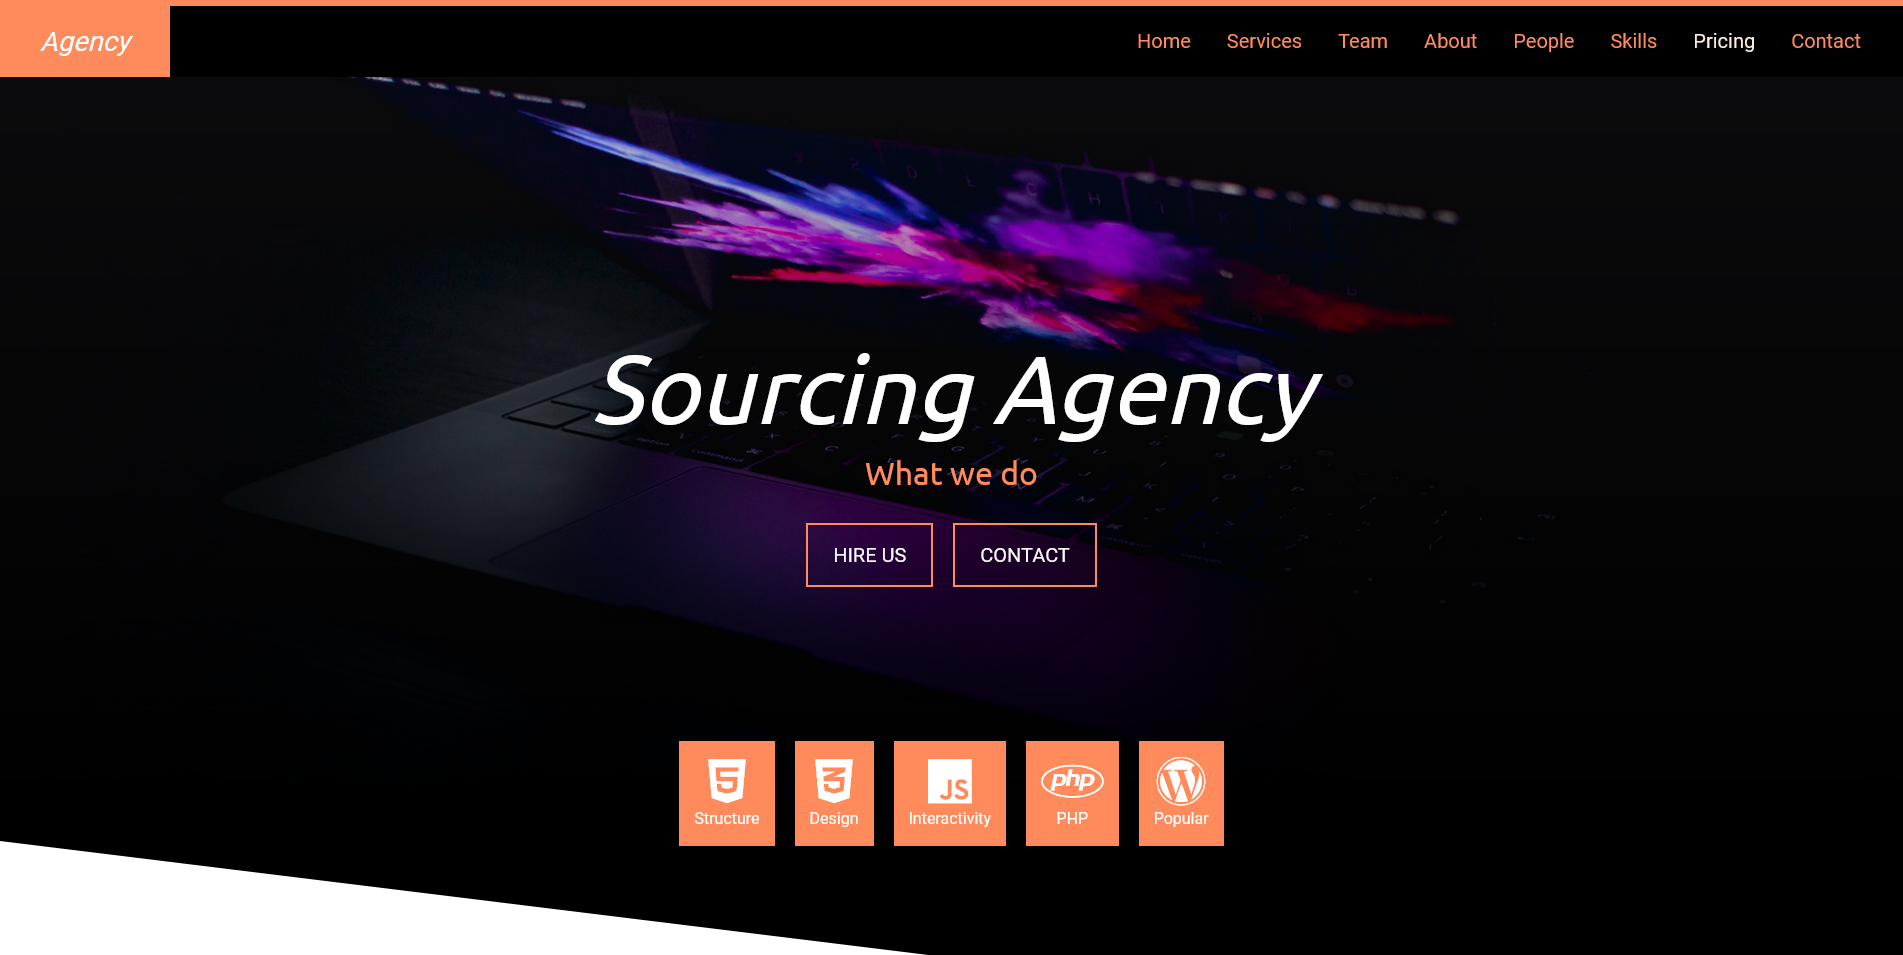 Agency
Home Services Team About People Skills Pricing Contact
Sourcing Agency
What we do
HIRE US CONTACT
5 3 JS php W
Structure Design Interactivity PHP Popular